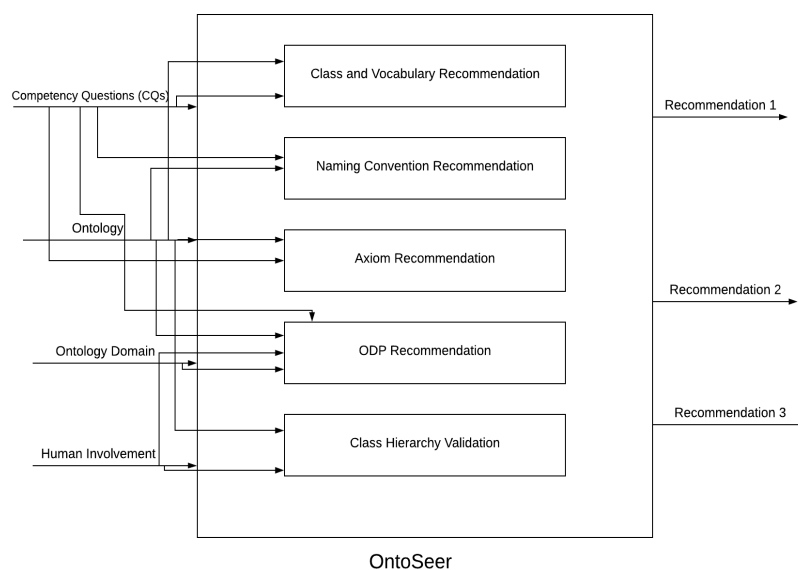 Class and Vocabulary Recommendation
Competency Questions (CQs)
Recommendation 1
Naming Convention Recommendation
Ontology
Axiom Recommendation
Recommendation 2
Ontology Domain
ODP Recommendation
Recommendation 3
Class Hierarchy Validation
Human Involvement
OntoSeer